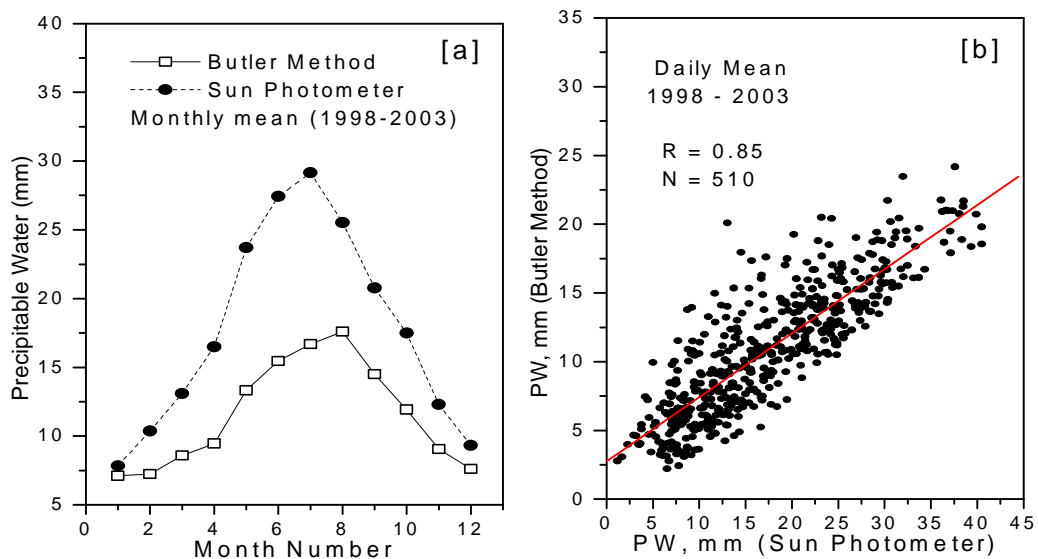 [a]
Butler Method
Sun Photometer
Monthly mean (1998-2003)
Precipitable Water (mm)
40
35
30
25
20
15
10
5
0 2 4 6 8 10 12
Month Number
[b]
Daily Mean
1998 - 2003
R = 0.85
N = 510
PW, mm (Butler Method)
35
30
25
20
15
10
5
0
0 5 10 15 20 25 30 35 40 45
PW, mm (Sun Photometer)